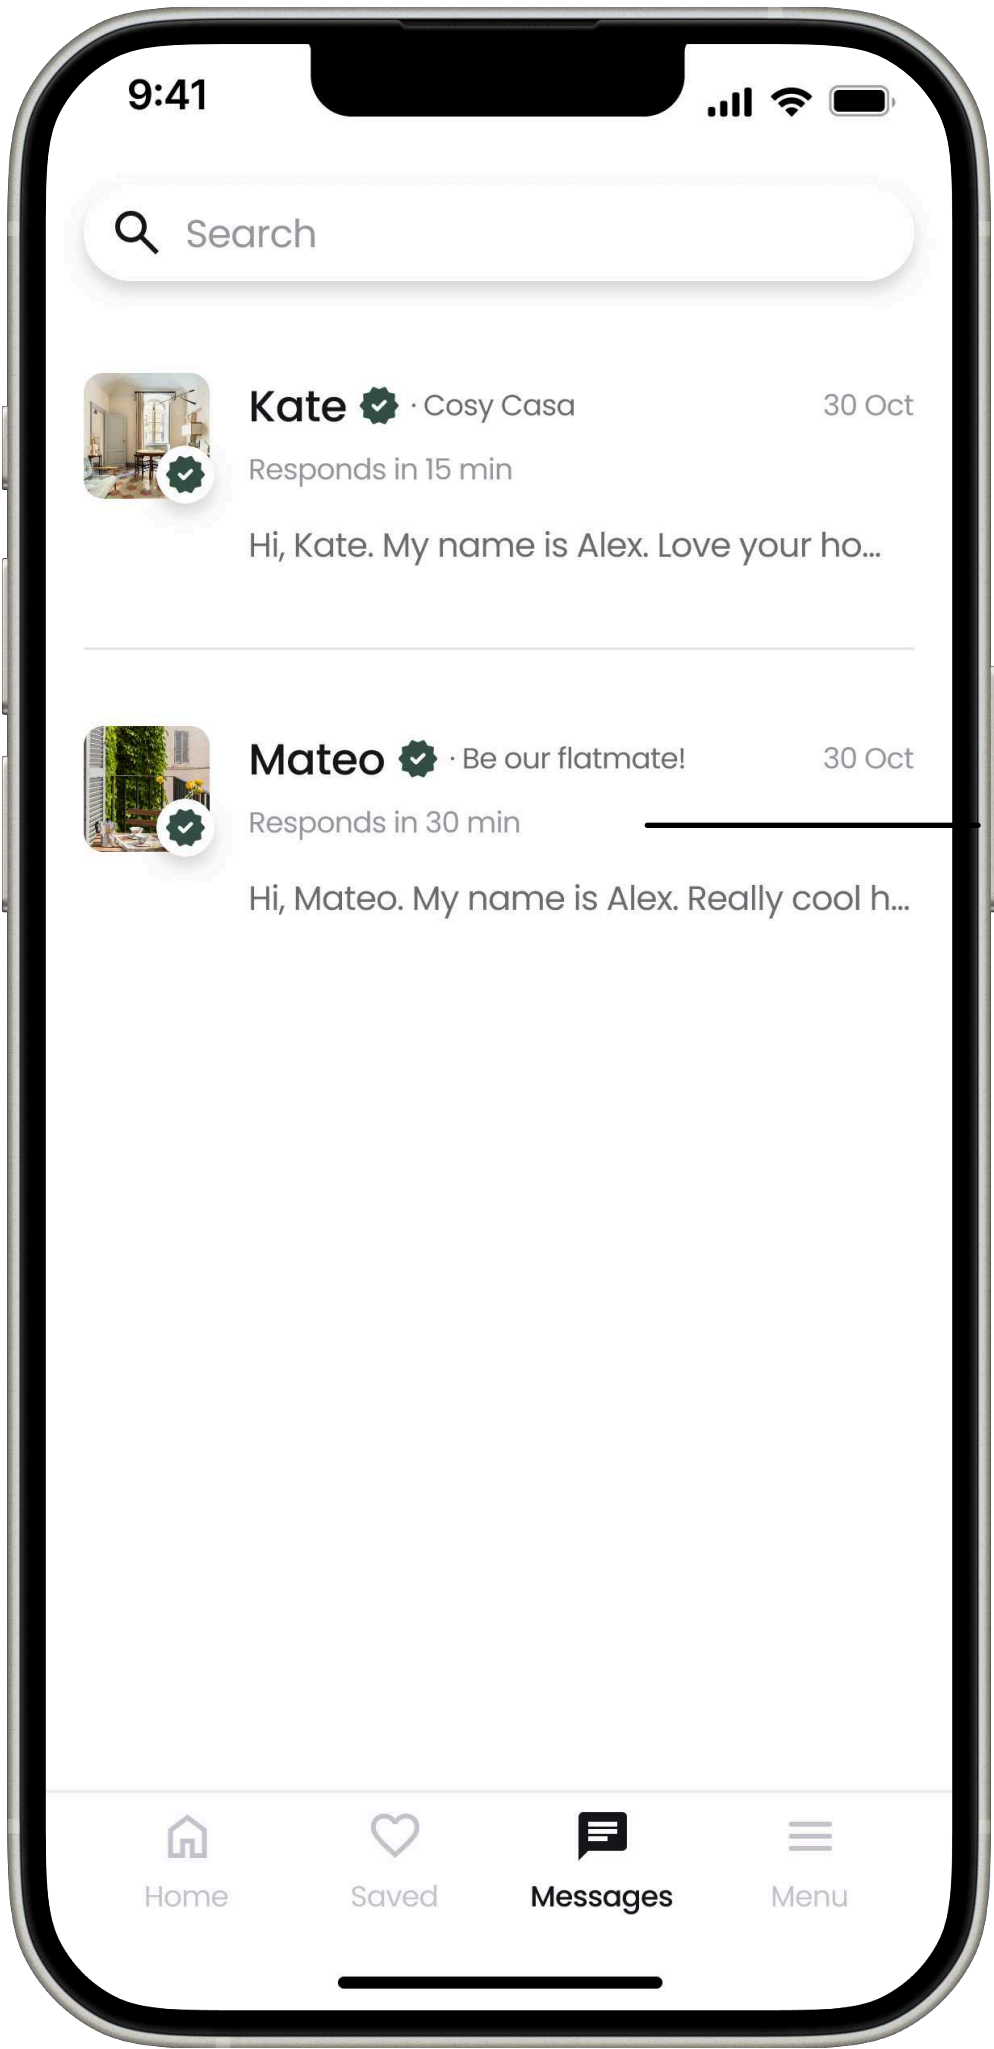 9:41
Search
Kate · Cosy Casa 30 Oct
Responds in 15 min
Hi, Kate. My name is Alex. Love your ho...
Mateo · Be our flatmate! 30 Oct
Responds in 30 min
Hi, Mateo. My name is Alex. Really cool h...
Home Saved Messages Menu